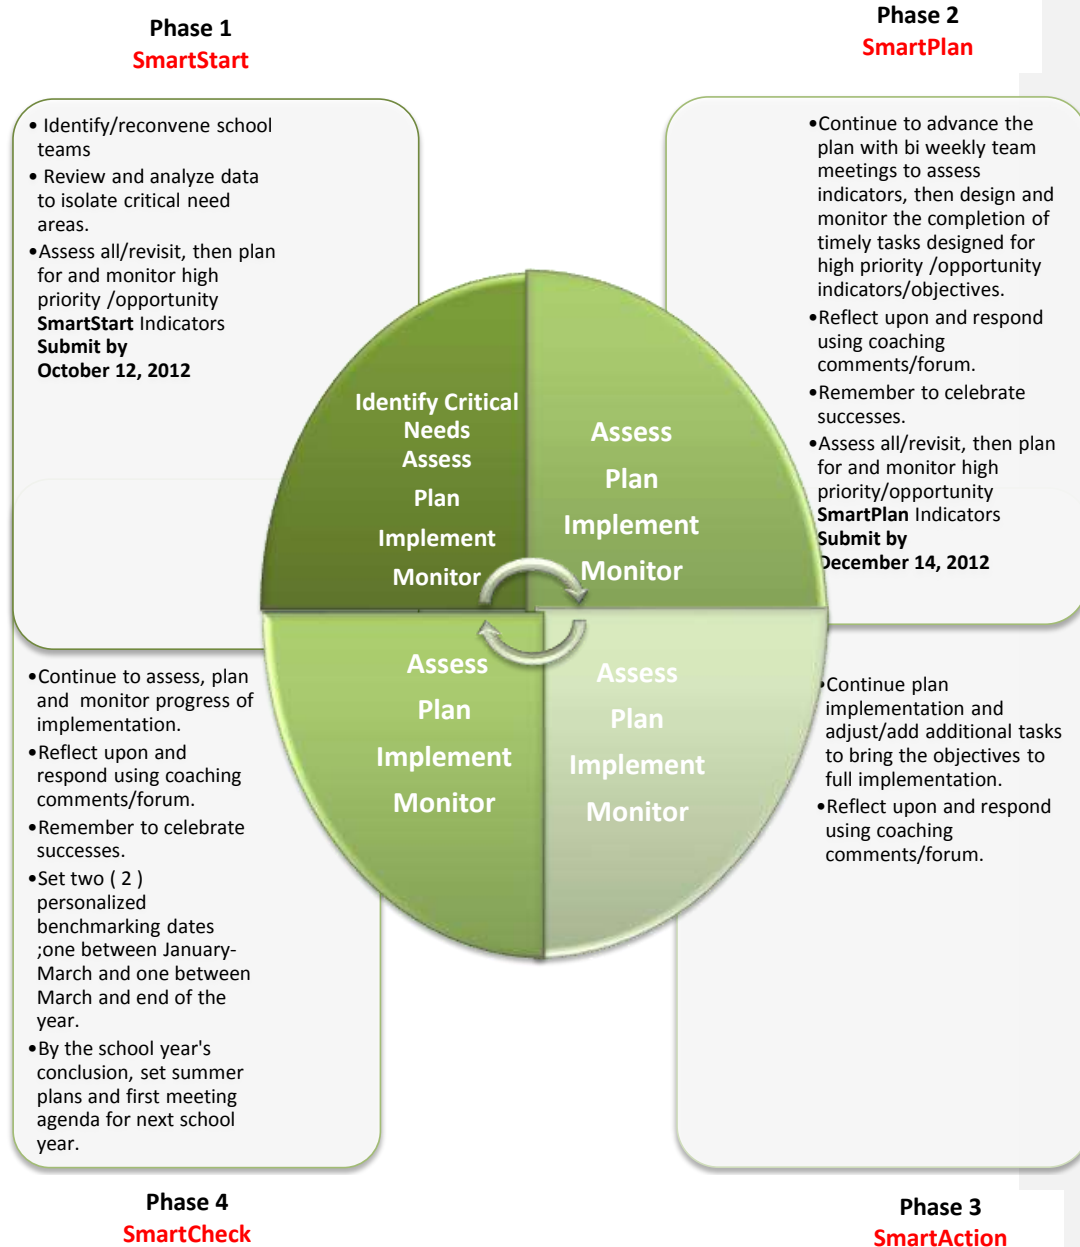 Phase 1
SmartStart
• Identify/reconvene school
teams
• Review and analyze data
to isolate critical need
areas.
•Assess all/revisit, then plan
for and monitor high
priority /opportunity
SmartStart Indicators
Submit by
October 12, 2012
Phase 2
SmartPlan
•Continue to advance the
plan with bi weekly team
meetings to assess
indicators, then design and
monitor the completion of
timely tasks designed for
high priority /opportunity
indicators/objectives.
•Reflect upon and respond
using coaching
comments/forum.
•Remember to celebrate
successes.
•Assess all/revisit, then plan
for and monitor high
priority/opportunity
SmartPlan Indicators
Submit by
December 14, 2012
Identify Critical
Needs
Assess
Plan
Implement
Monitor
Assess
Plan
Implement
Monitor
Assess
Plan
Implement
Monitor
Assess
Plan
Implement
Monitor
•Continue to assess, plan
and  monitor progress of
implementation.
•Reflect upon and
respond using coaching
comments/forum.
•Remember to celebrate
successes.
•Set two ( 2 )
personalized
benchmarking dates
;one between January-
March and one between
March and end of the
year.
•By the school year's
conclusion, set summer
plans and first meeting
agenda for next school
year.
•Continue plan
implementation and
adjust/add additional tasks
to bring the objectives to
full implementation.
•Reflect upon and respond
using coaching
comments/forum.
Phase 4
SmartCheck
Phase 3
SmartAction